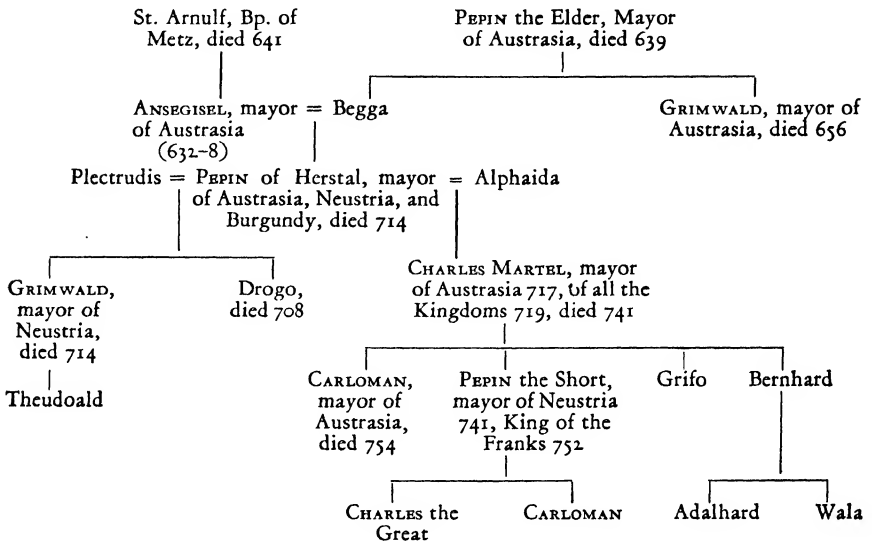 St. Arnulf, Bp. of
Metz, died 641
PEPIN the Elder, Mayor
of Austrasia, died 639
ANSEGISEL, mayor = Begga
of Austrasia
(632-8)
GRIMWALD, mayor of
Austrasia, died 656
Plectrudis = PEPIN of Herstal, mayor = Alphaida
of Austrasia, Neustria, and
Burgundy, died 714
GRIMWALD,
mayor of
Neustria,
died 714
Drogo,
died 708
CHARLES MARTEL, mayor
of Austrasia 717, of all the
Kingdoms 719, died 741
Theudoald
CARLOMAN,
mayor of
Austrasia,
died 754
PEPIN the Short,
mayor of Neustria
741, King of the
Franks 752
Grifo
Bernhard
CHARLES the
Great
CARLOMAN
Adalhard
Wala